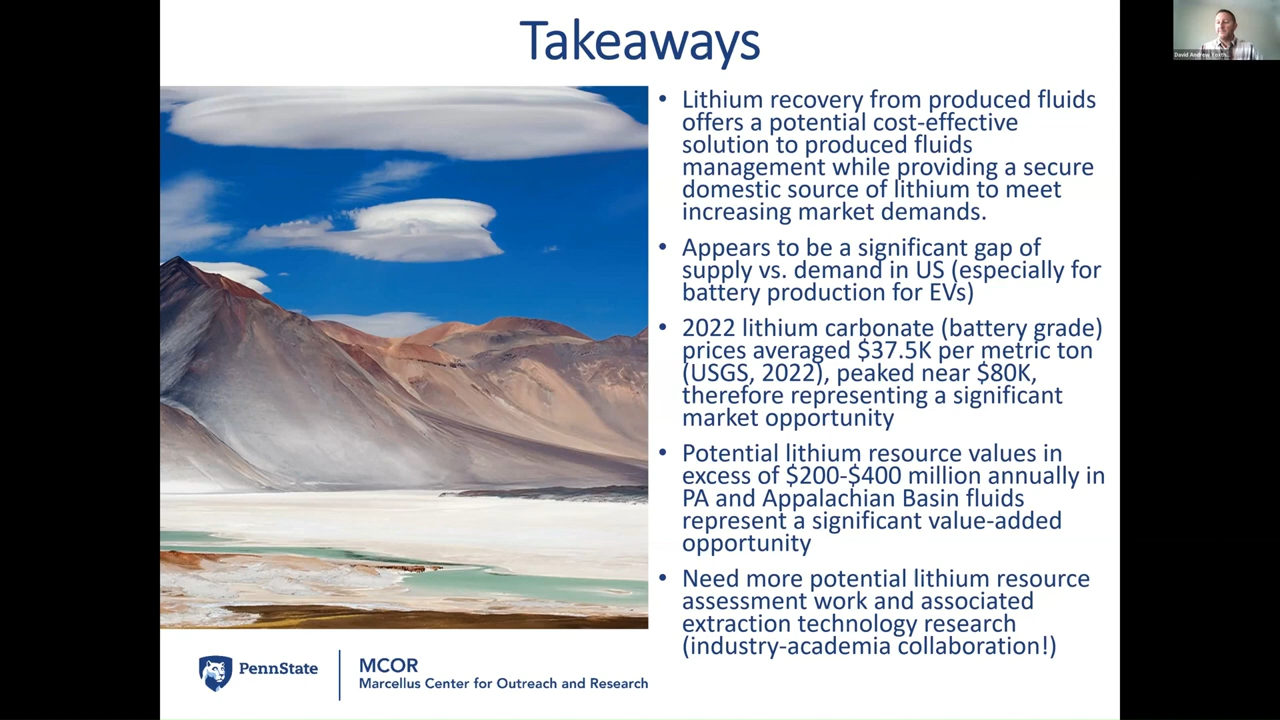 Takeaways
David Andrew
• Lithium recovery from produced fluids
offers a potential cost-effective
solution to produced fluids
management while providing a secure
domestic source of lithium to meet
increasing market demands.
• Appears to be a significant gap of
supply vs. demand in US (especially for
battery production for EVs)
• 2022 lithium carbonate (battery grade)
prices averaged $37.5K per metric ton
(USGS, 2022), peaked near $80K,
therefore representing a significant
market opportunity
• Potential lithium resource values in
excess of $200-$400 million annually in
PA and Appalachian Basin fluids
represent a significant value-added
opportunity
• Need more potential lithium resource
assessment work and associated
extraction technology research
(industry-academia collaboration!)
PennState
MCOR
Marcellus Center for Outreach and Research